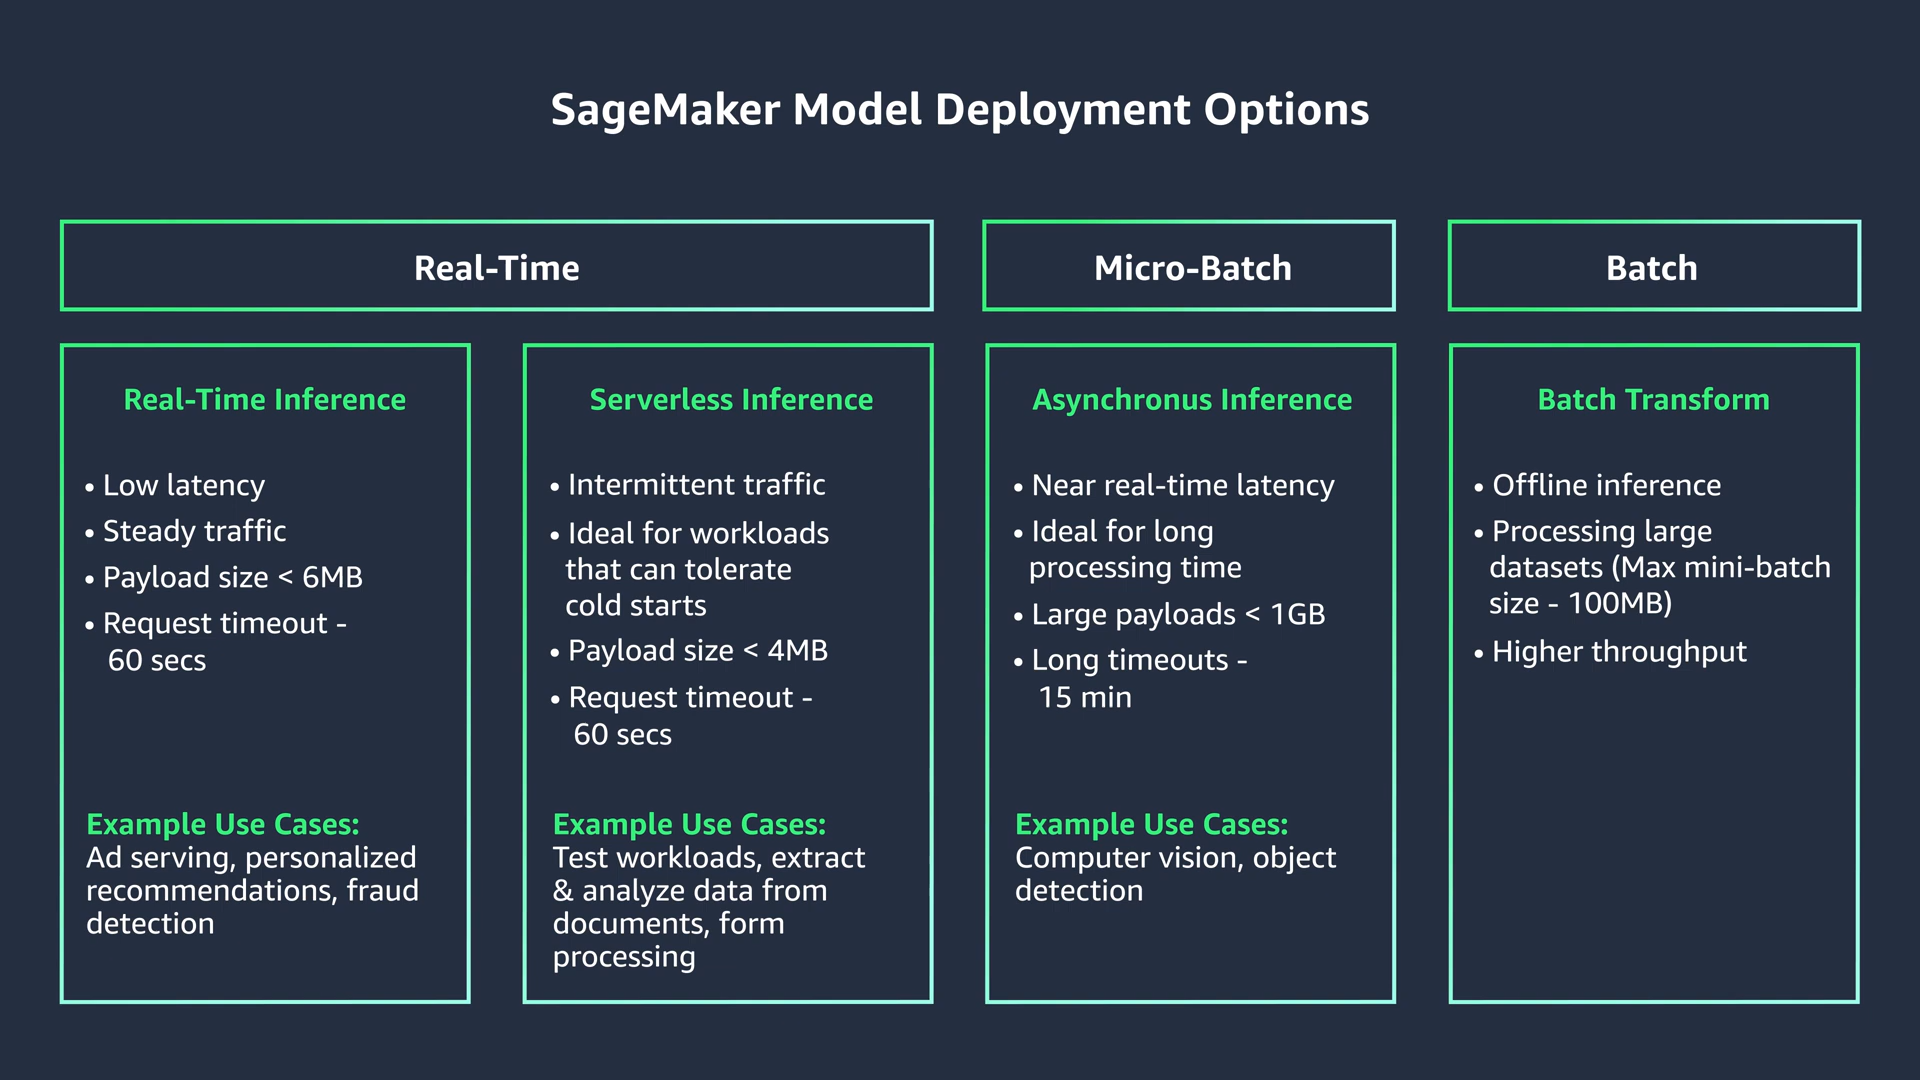 SageMaker Model Deployment Options
Real-Time
Micro-Batch
Batch
Real-Time Inference
• Low latency
• Steady traffic
• Payload size < 6MB
• Request timeout -
60 secs
Example Use Cases:
Ad serving, personalized
recommendations, fraud
detection
Serverless Inference
• Intermittent traffic
• Ideal for workloads
that can tolerate
cold starts
• Payload size < 4MB
• Request timeout -
60 secs
Example Use Cases:
Test workloads, extract
& analyze data from
documents, form
processing
Asynchronus Inference
• Near real-time latency
• Ideal for long
processing time
• Large payloads < 1GB
• Long timeouts -
15 min
Example Use Cases:
Computer vision, object
detection
Batch Transform
• Offline inference
• Processing large
datasets (Max mini-batch
size - 100MB)
• Higher throughput